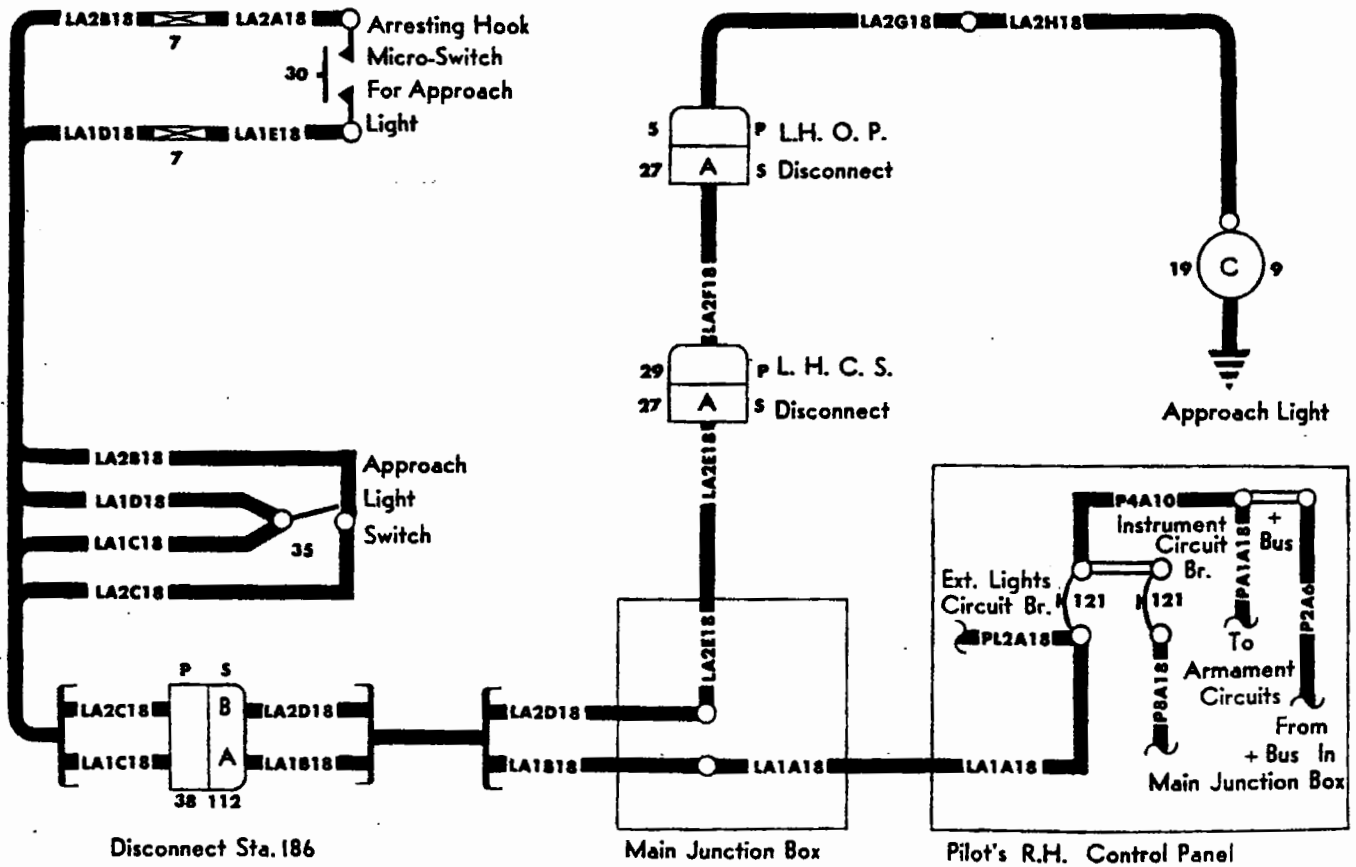 LA2B18 LA2A18
7
Arresting Hook
Micro-Switch
For Approach
Light
30
LA1D18 LA1E18
7
LA2G18 LA2H18
5 P L.H. O. P.
27 A S Disconnect
LA2F18
19 C 9
Approach Light
29 P L. H. C. S.
27 A S Disconnect
LA2E18
LA2B18
LA1D18
LA1C18
LA2C18
35
Approach
Light
Switch
P S
LA2C18 B LA2D18
LA1C18 A LA1B18
38 112
Disconnect Sta. 186
LA2D18
LA1B18
LA2E18
LA1A18
Main Junction Box
P4A10
Instrument
Circuit
Br.
+
Bus
PA1A18
P2A6
Ext. Lights
Circuit Br.
121
121
PL2A18
P8A18
LA1A18
To
Armament
Circuits
From
+ Bus In
Main Junction Box
Pilot's R.H. Control Panel